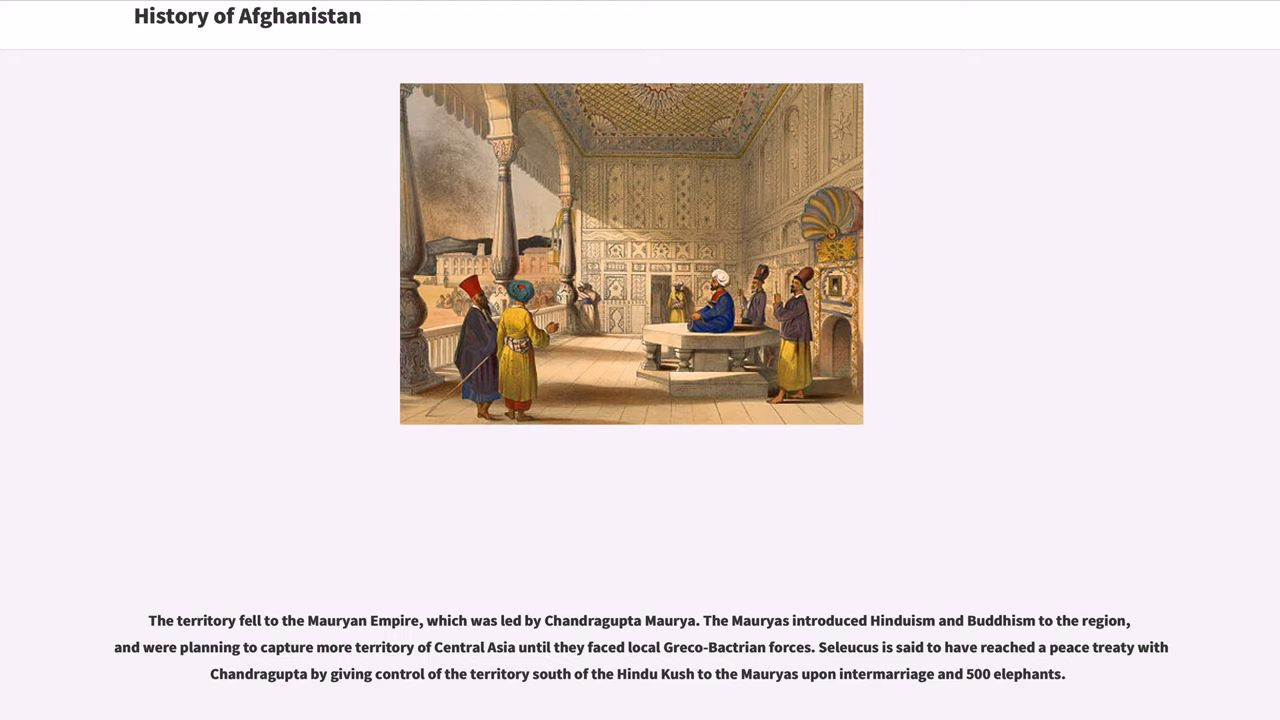 History of Afghanistan
The territory fell to the Mauryan Empire, which was led by Chandragupta Maurya. The Mauryas introduced Hinduism and Buddhism to the region,
and were planning to capture more territory of Central Asia until they faced local Greco-Bactrian forces. Seleucus is said to have reached a peace treaty with
Chandragupta by giving control of the territory south of the Hindu Kush to the Mauryas upon intermarriage and 500 elephants.